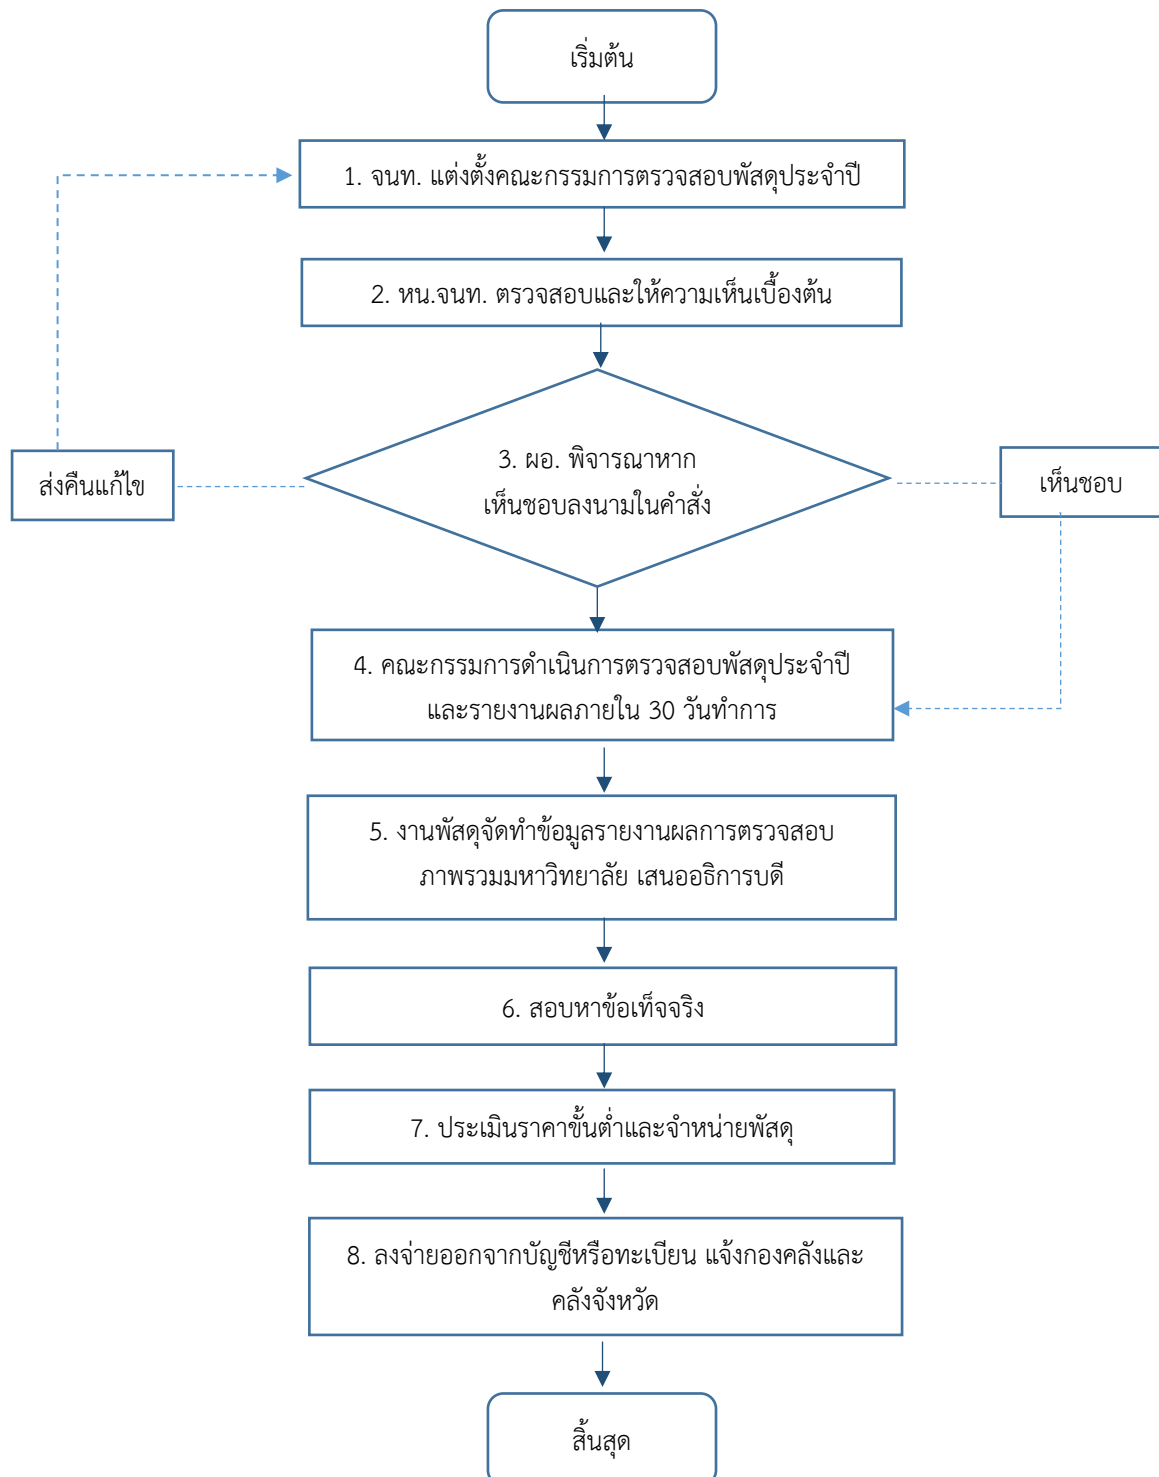 เริ่มต้น
1. จนท. แต่งตั้งคณะกรรมการตรวจสอบพัสดุประจำปี
2. หน.จนท. ตรวจสอบและให้ความเห็นเบื้องต้น
3. ผอ. พิจารณาหาก
เห็นชอบลงนามในคำสั่ง
ส่งคืนแก้ไข
เห็นชอบ
4. คณะกรรมการดำเนินการตรวจสอบพัสดุประจำปี
และรายงานผลภายใน 30 วันทำการ
5. งานพัสดุจัดทำข้อมูลรายงานผลการตรวจสอบ
ภาพรวมมหาวิทยาลัย เสนออธิการบดี
6. สอบหาข้อเท็จจริง
7. ประเมินราคาขั้นต่ำและจำหน่ายพัสดุ
8. ลงจ่ายออกจากบัญชีหรือทะเบียน แจ้งกองคลังและ
คลังจังหวัด
สิ้นสุด